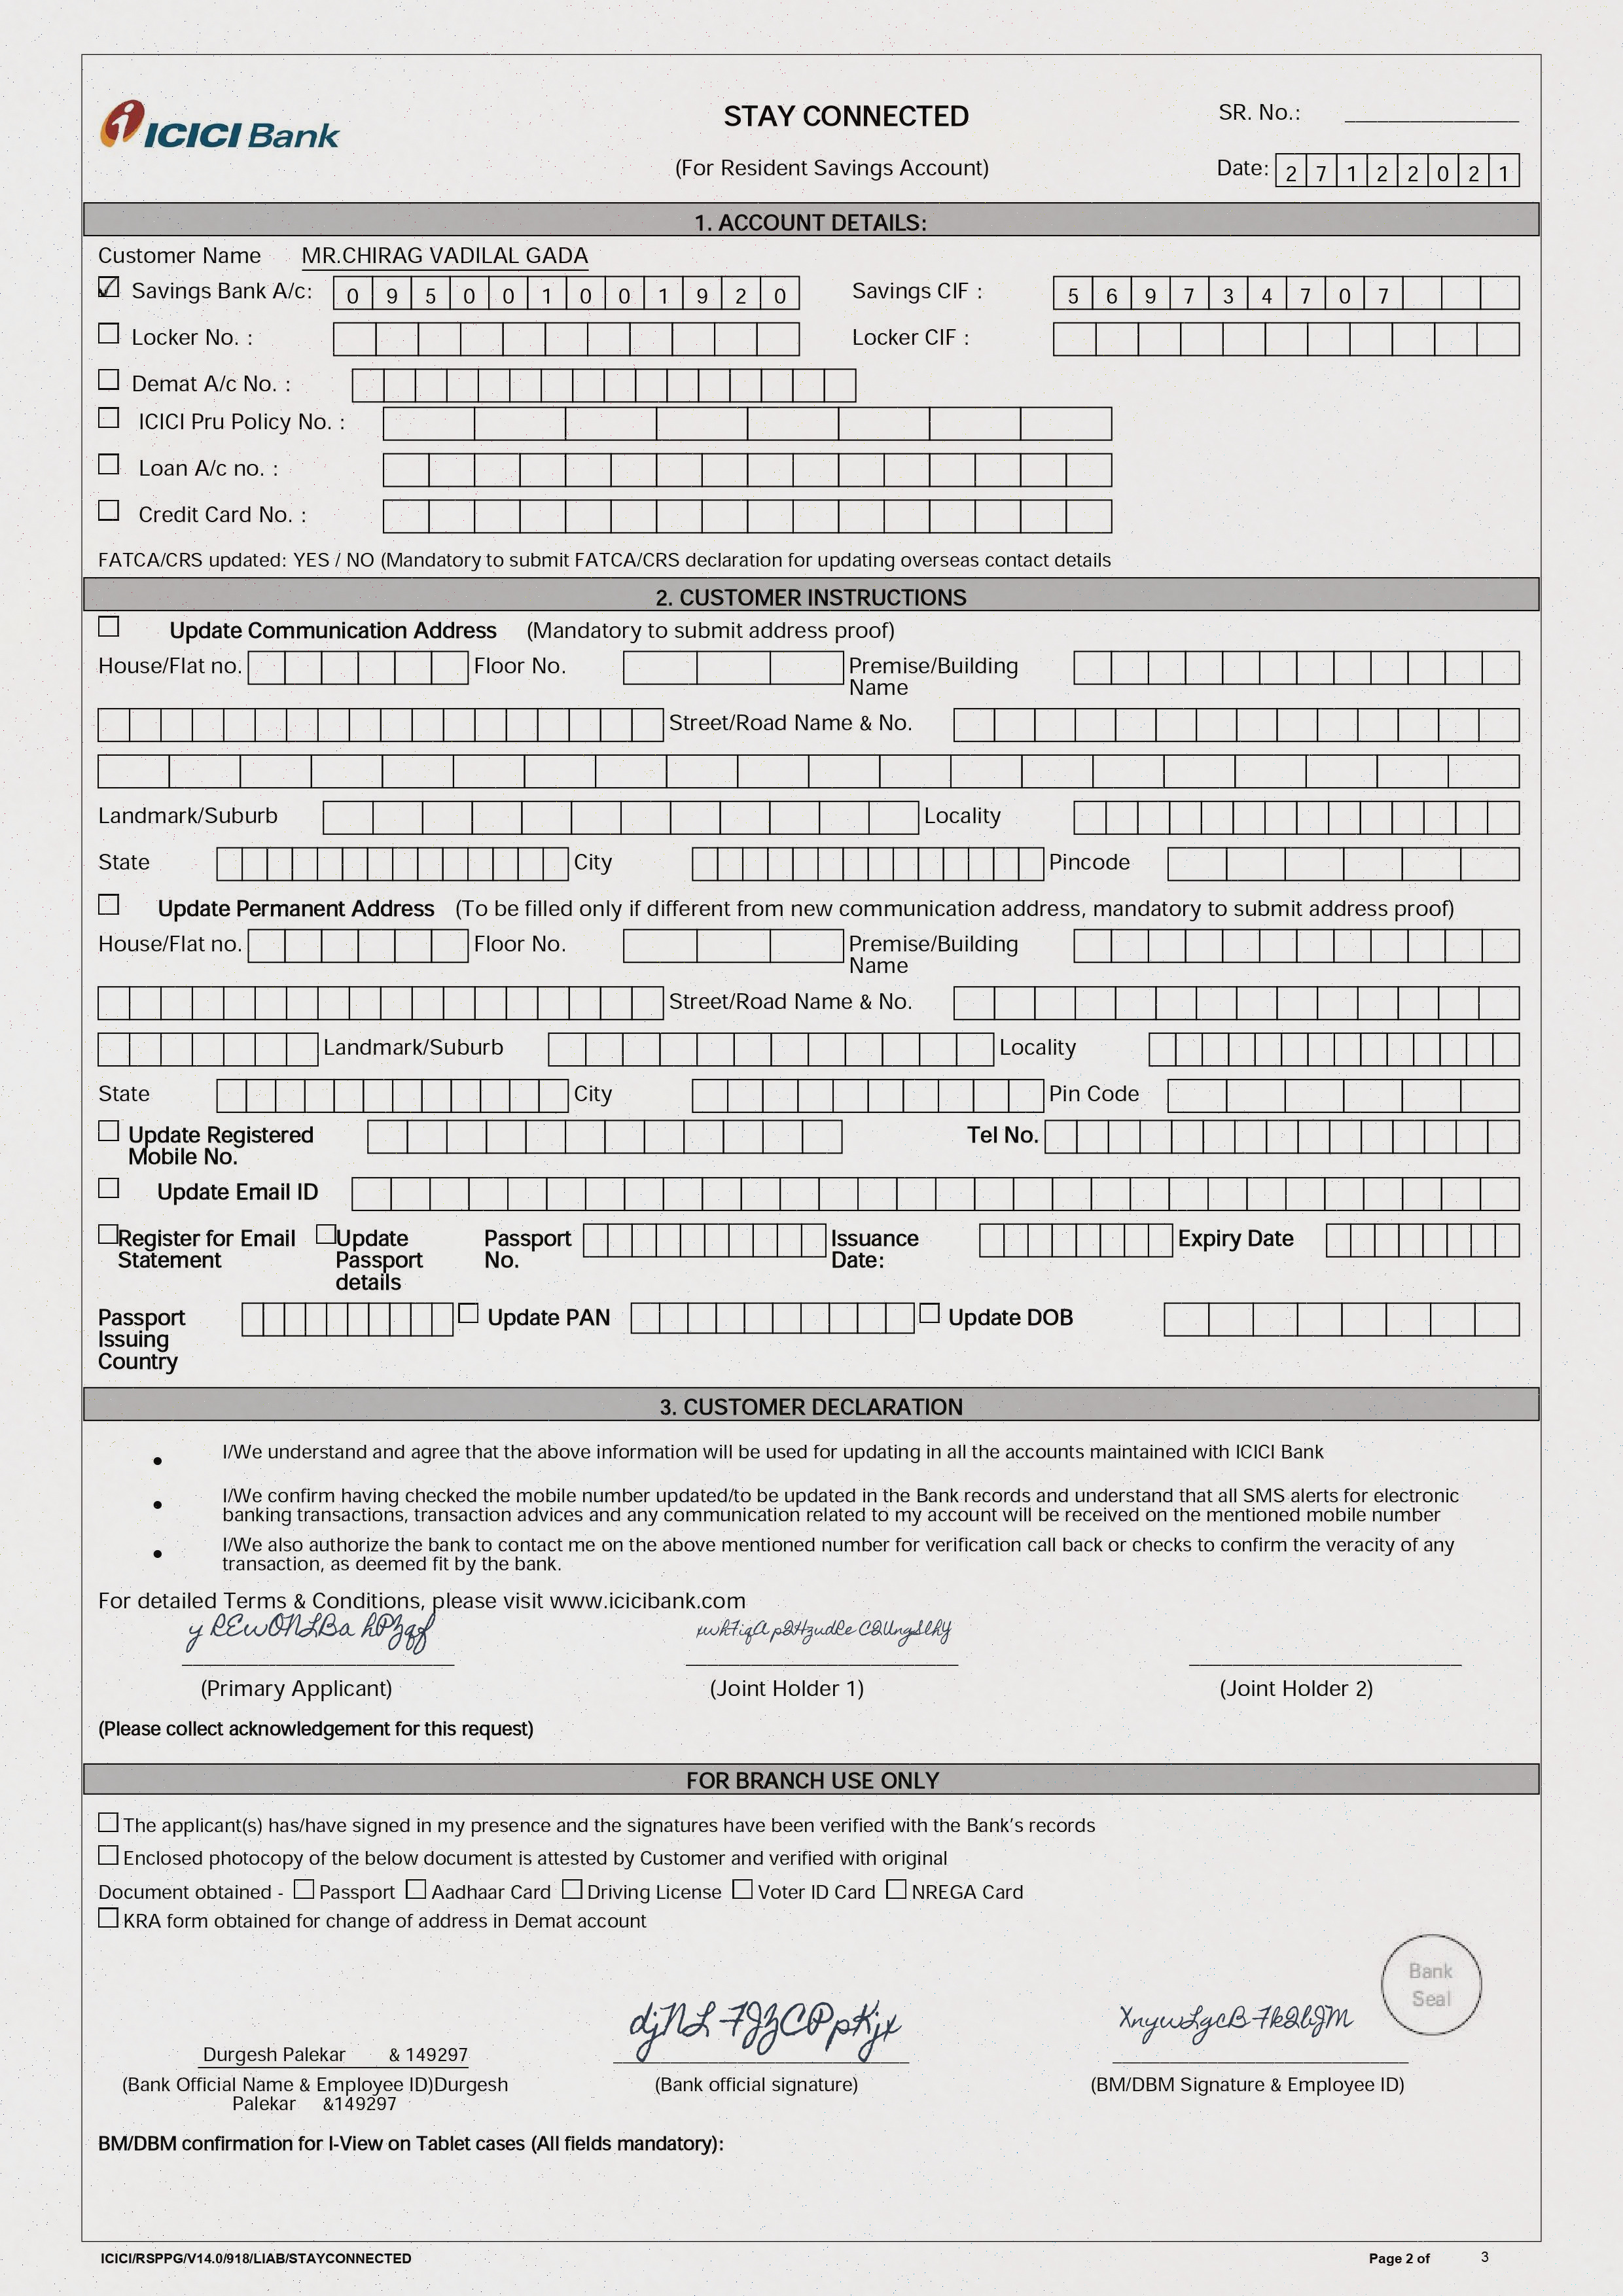 ICICI Bank
STAY CONNECTED
(For Resident Savings Account)
SR. No.:
Date: 2 7 1 2 2 0 2 1
1. ACCOUNT DETAILS:
Customer Name MR.CHIRAG VADILAL GADA
Savings Bank A/c: 0 9 5 0 0 1 0 0 1 9 2 0 Savings CIF : 5 6 9 7 3 4 7 0 7
Locker No. : Locker CIF :
Demat A/c No. :
ICICI Pru Policy No. :
Loan A/c no. :
Credit Card No. :
FATCA/CRS updated: YES / NO (Mandatory to submit FATCA/CRS declaration for updating overseas contact details
2. CUSTOMER INSTRUCTIONS
Update Communication Address (Mandatory to submit address proof)
House/Flat no. Floor No. Premise/Building
Name
Street/Road Name & No.
Landmark/Suburb Locality
State City Pincode
Update Permanent Address (To be filled only if different from new communication address, mandatory to submit address proof)
House/Flat no. Floor No. Premise/Building
Name
Street/Road Name & No.
Landmark/Suburb Locality
State City Pin Code
Update Registered
Mobile No.
Tel No.
Update Email ID
Register for Email
Statement
Update
Passport
details
Passport
No.
Issuance
Date:
Expiry Date
Passport
Issuing
Country
Update PAN
Update DOB
3. CUSTOMER DECLARATION
• I/We understand and agree that the above information will be used for updating in all the accounts maintained with ICICI Bank
• I/We confirm having checked the mobile number updated/to be updated in the Bank records and understand that all SMS alerts for electronic
banking transactions, transaction advices and any communication related to my account will be received on the mentioned mobile number
• I/We also authorize the bank to contact me on the above mentioned number for verification call back or checks to confirm the veracity of any
transaction, as deemed fit by the bank.
For detailed Terms & Conditions, please visit www.icicibank.com
(Primary Applicant) (Joint Holder 1) (Joint Holder 2)
(Please collect acknowledgement for this request)
FOR BRANCH USE ONLY
The applicant(s) has/have signed in my presence and the signatures have been verified with the Bank's records
Enclosed photocopy of the below document is attested by Customer and verified with original
Document obtained - Passport Aadhaar Card Driving License Voter ID Card NREGA Card
KRA form obtained for change of address in Demat account
Bank
Seal
Durgesh Palekar & 149297
(Bank Official Name & Employee ID)Durgesh
Palekar &149297
(Bank official signature)
(BM/DBM Signature & Employee ID)
BM/DBM confirmation for I-View on Tablet cases (All fields mandatory):
ICICI/RSPPG/V14.0/918/LIAB/STAYCONNECTED
Page 2 of 3